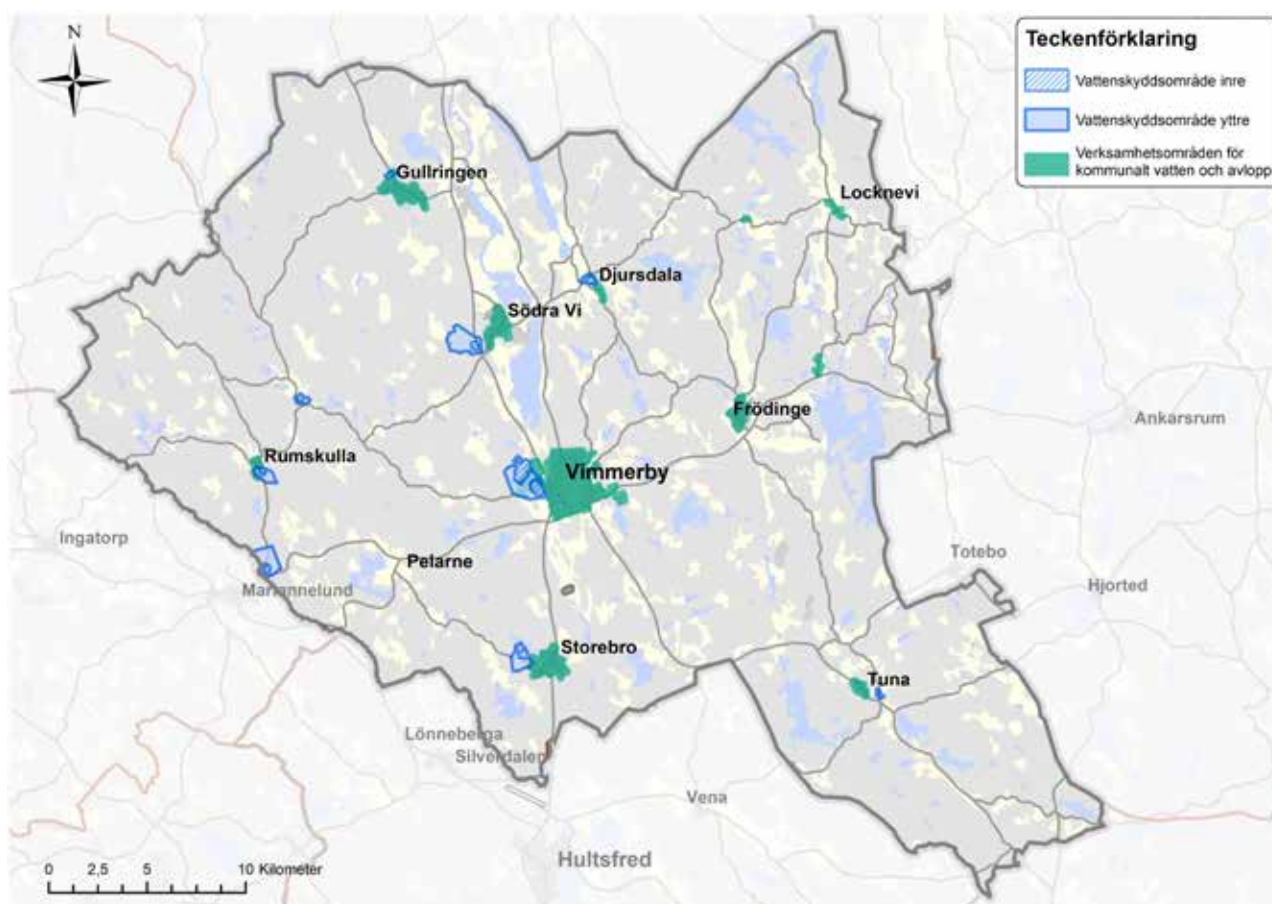 N
Teckenförklaring
Vattenskyddsområde inre
Vattenskyddsområde yttre
Verksamhetsområden för
kommunalt vatten och avlopp
Gullringen
Locknevi
Djursdala
Södra Vi
Frödinge
Ankarsrum
Rumskulla
Vimmerby
Ingatorp
Pelarne
Totebo
Mariannelund
Hjorted
Storebro
Tuna
Lönneberga
Silverdalen
Vena
Hultsfred
0 2,5 5 10 Kilometer